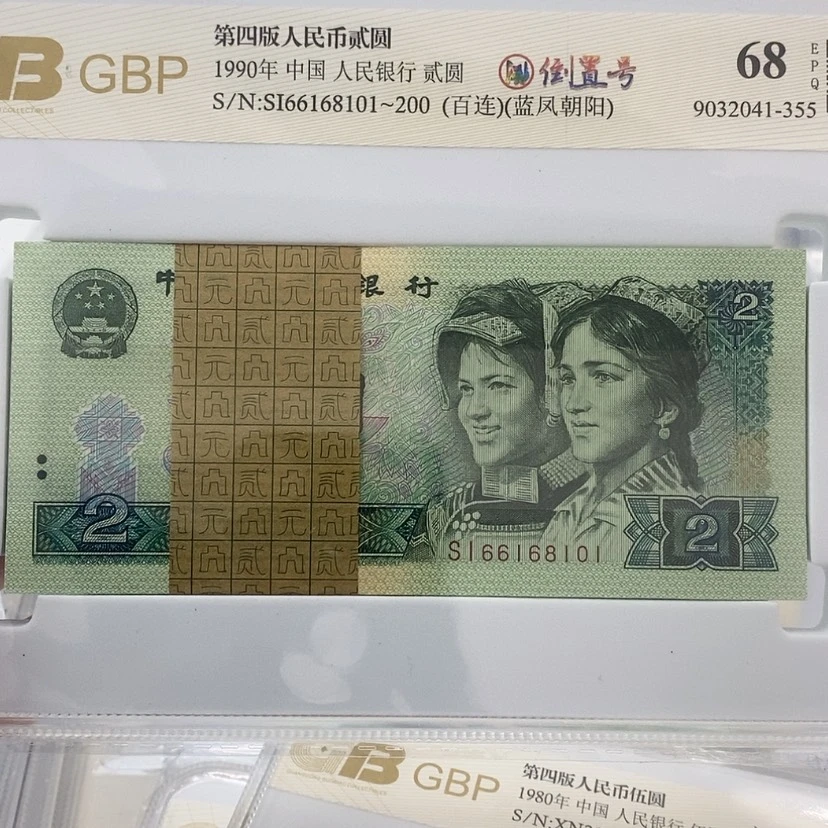 GBP
第四版人民币贰圆
1990年 中国 人民银行 贰圆
倒置号
S/N:SI66168101~200 (百连)(蓝凤朝阳)
68
EPQ
9032041-355
中
银行
2
2
2
SI66168101
GBP
第四版人民币伍圆
1980年 中国 人民银行
S/N:XN